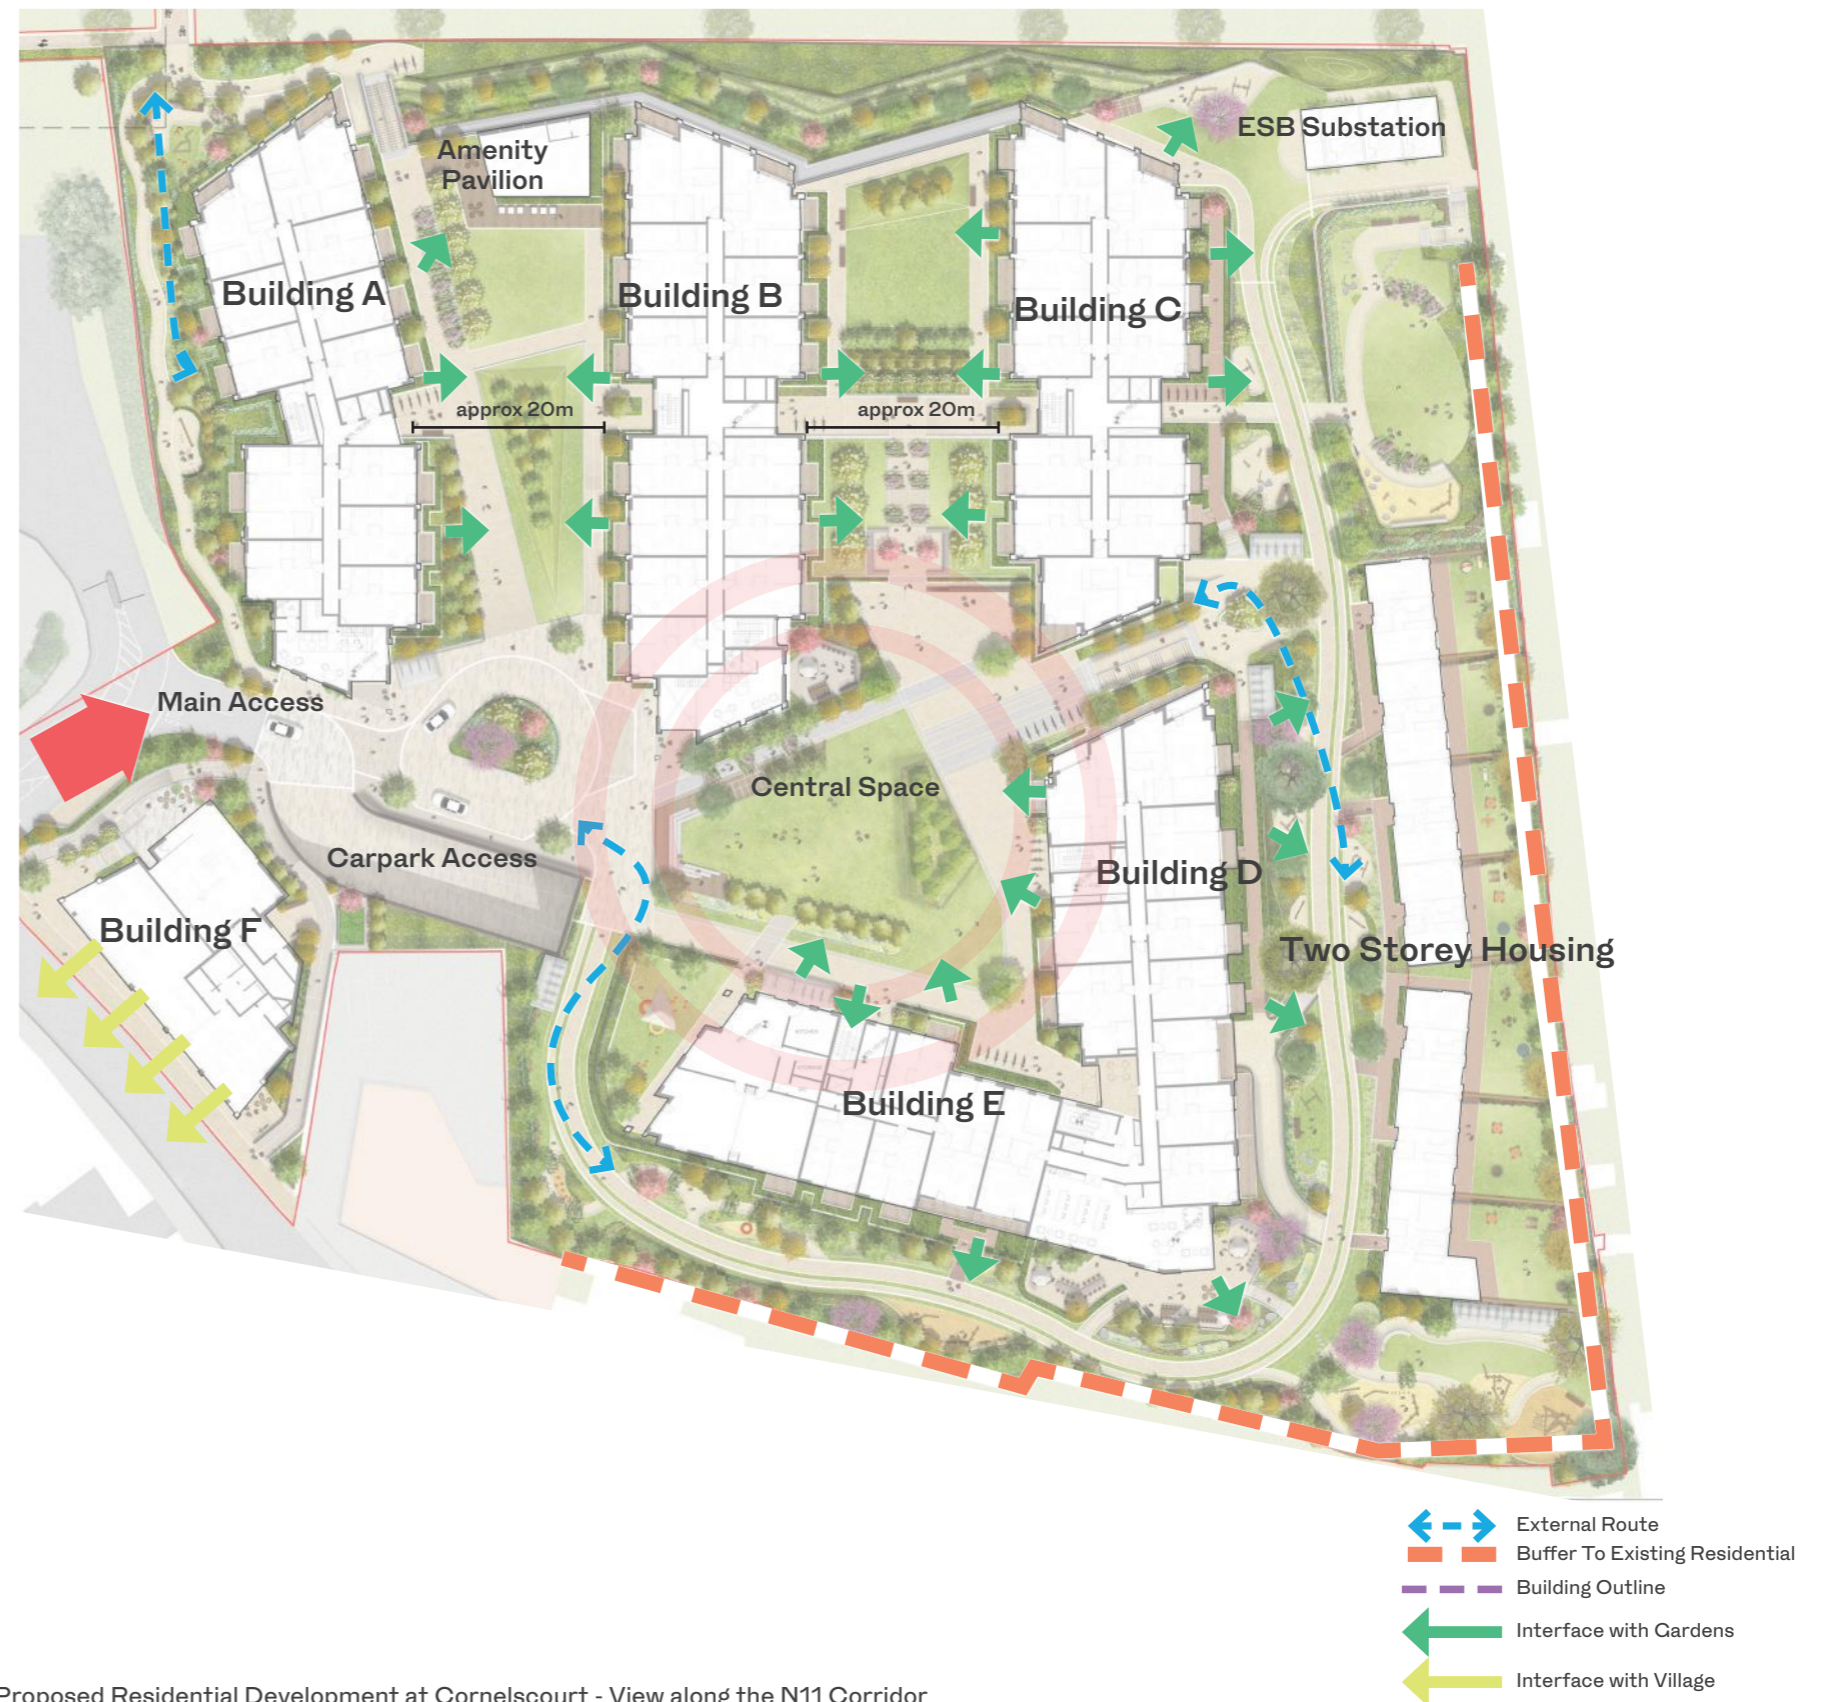 ESB Substation
Amenity
Pavilion
Building A
Building B
Building C
approx 20m
approx 20m
Main Access
Central Space
Carpark Access
Building D
Building F
Two Storey Housing
Building E
External Route
Buffer To Existing Residential
Building Outline
Interface with Gardens
Interface with Village
Proposed Residential Development at Cornelscourt - View along the N11 Corridor